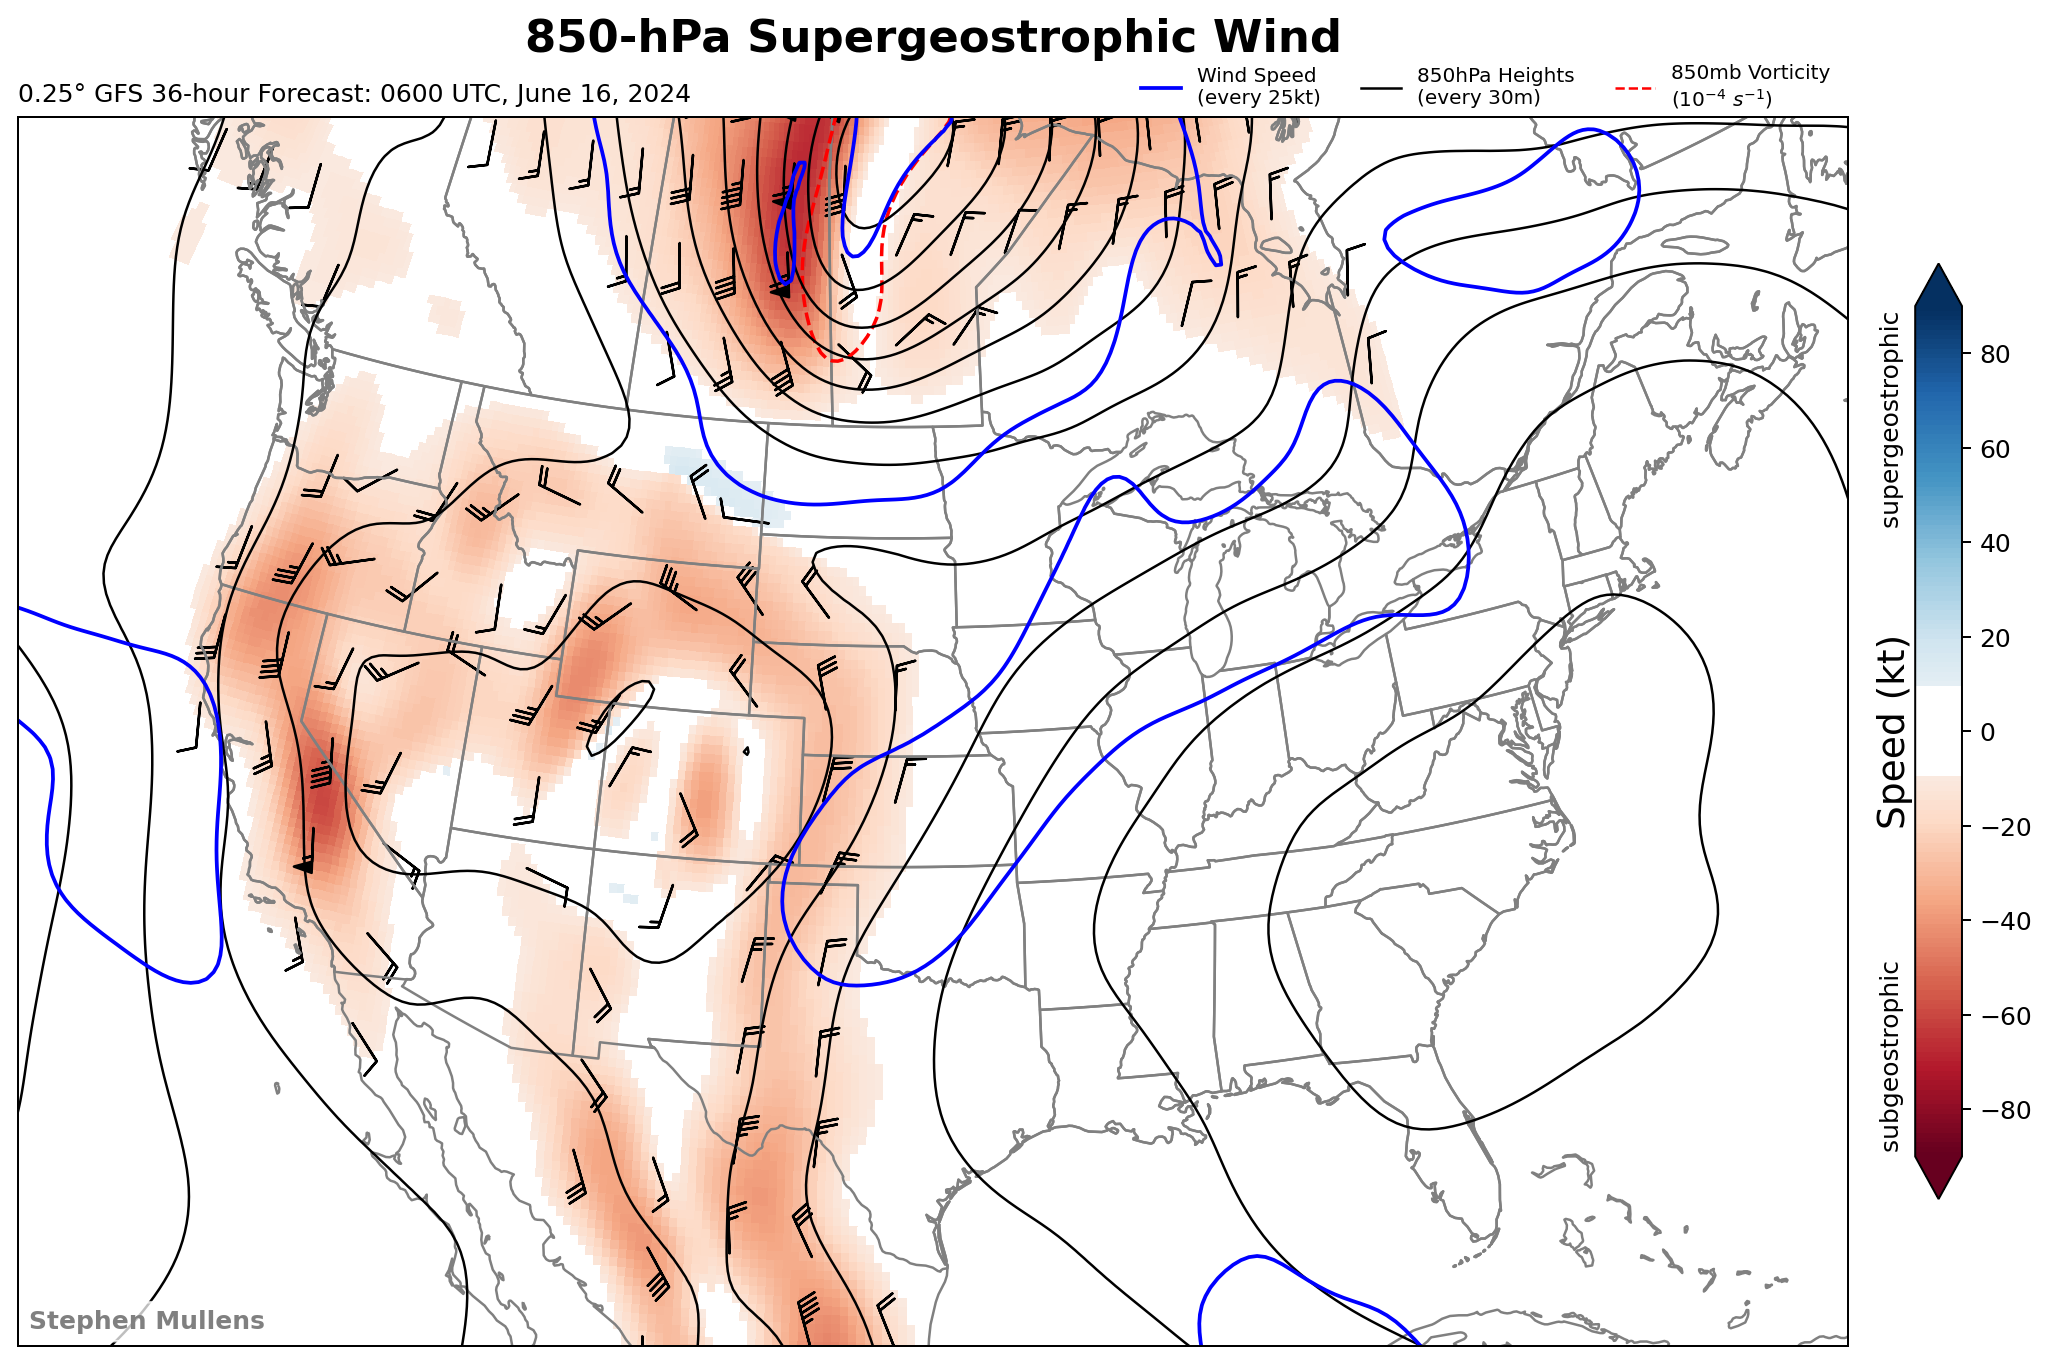 850-hPa Supergeostrophic Wind
0.25° GFS 36-hour Forecast: 0600 UTC, June 16, 2024
Wind Speed
(every 25kt)
850hPa Heights
(every 30m)
850mb Vorticity
(10⁻⁴ s⁻¹)
supergeostrophic
Speed (kt)
subgeostrophic
80
60
40
20
0
−20
−40
−60
−80
Stephen Mullens